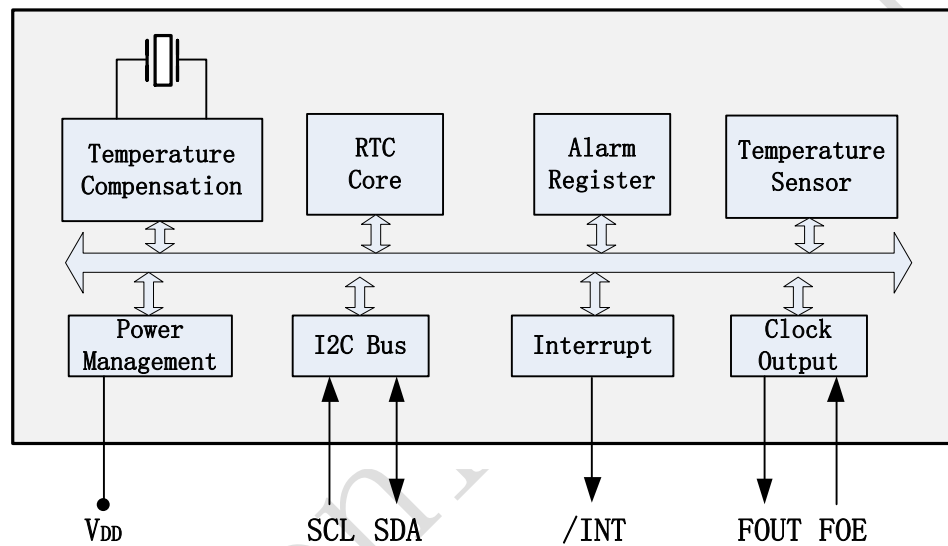 Temperature
Compensation
RTC
Core
Alarm
Register
Temperature
Sensor
Power
Management
I2C Bus
Interrupt
Clock
Output
VDD
SCL SDA
/INT
FOUT FOE